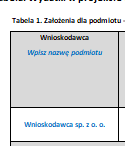 Tabela 1. Założenia dla podmiotu -
Wnioskodawca
Wpisz nazwę podmiotu
Wnioskodawca sp. z o. o.